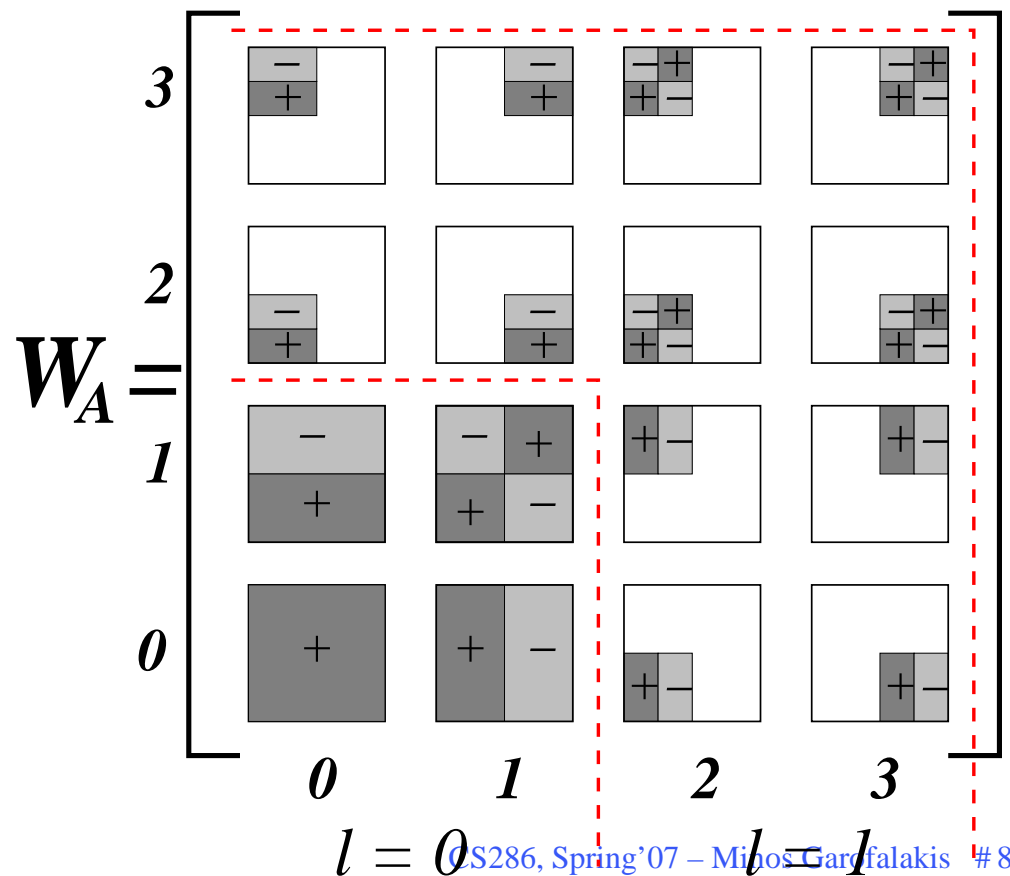 3 − − − + − +
+ + + − + −
2 − − − + − +
+ + + − + −
W_A =
1 − − + + − + −
+ + −
0 + + − + − + −
0 1 2 3
l = 0 l = 1
CS286, Spring’07 – Minos Garofalakis # 8